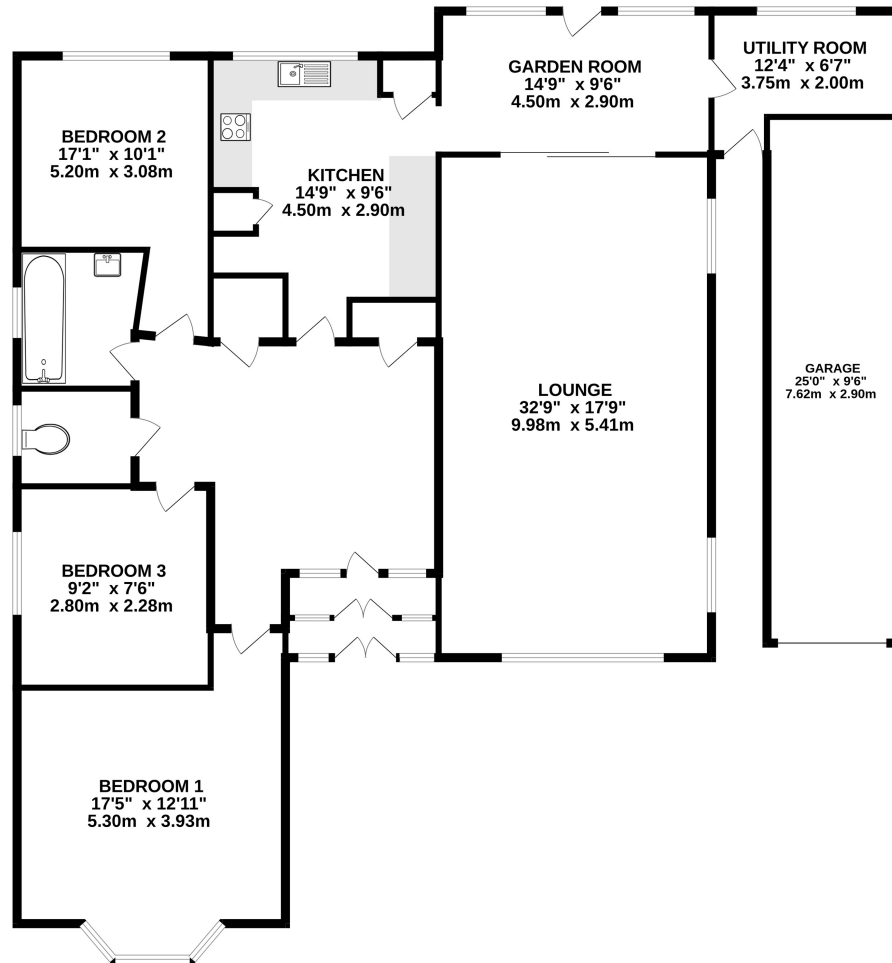 GARDEN ROOM
14'9" x 9'6"
4.50m x 2.90m
UTILITY ROOM
12'4" x 6'7"
3.75m x 2.00m
BEDROOM 2
17'1" x 10'1"
5.20m x 3.08m
KITCHEN
14'9" x 9'6"
4.50m x 2.90m
LOUNGE
32'9" x 17'9"
9.98m x 5.41m
GARAGE
25'0" x 9'6"
7.62m x 2.90m
BEDROOM 3
9'2" x 7'6"
2.80m x 2.28m
BEDROOM 1
17'5" x 12'11"
5.30m x 3.93m